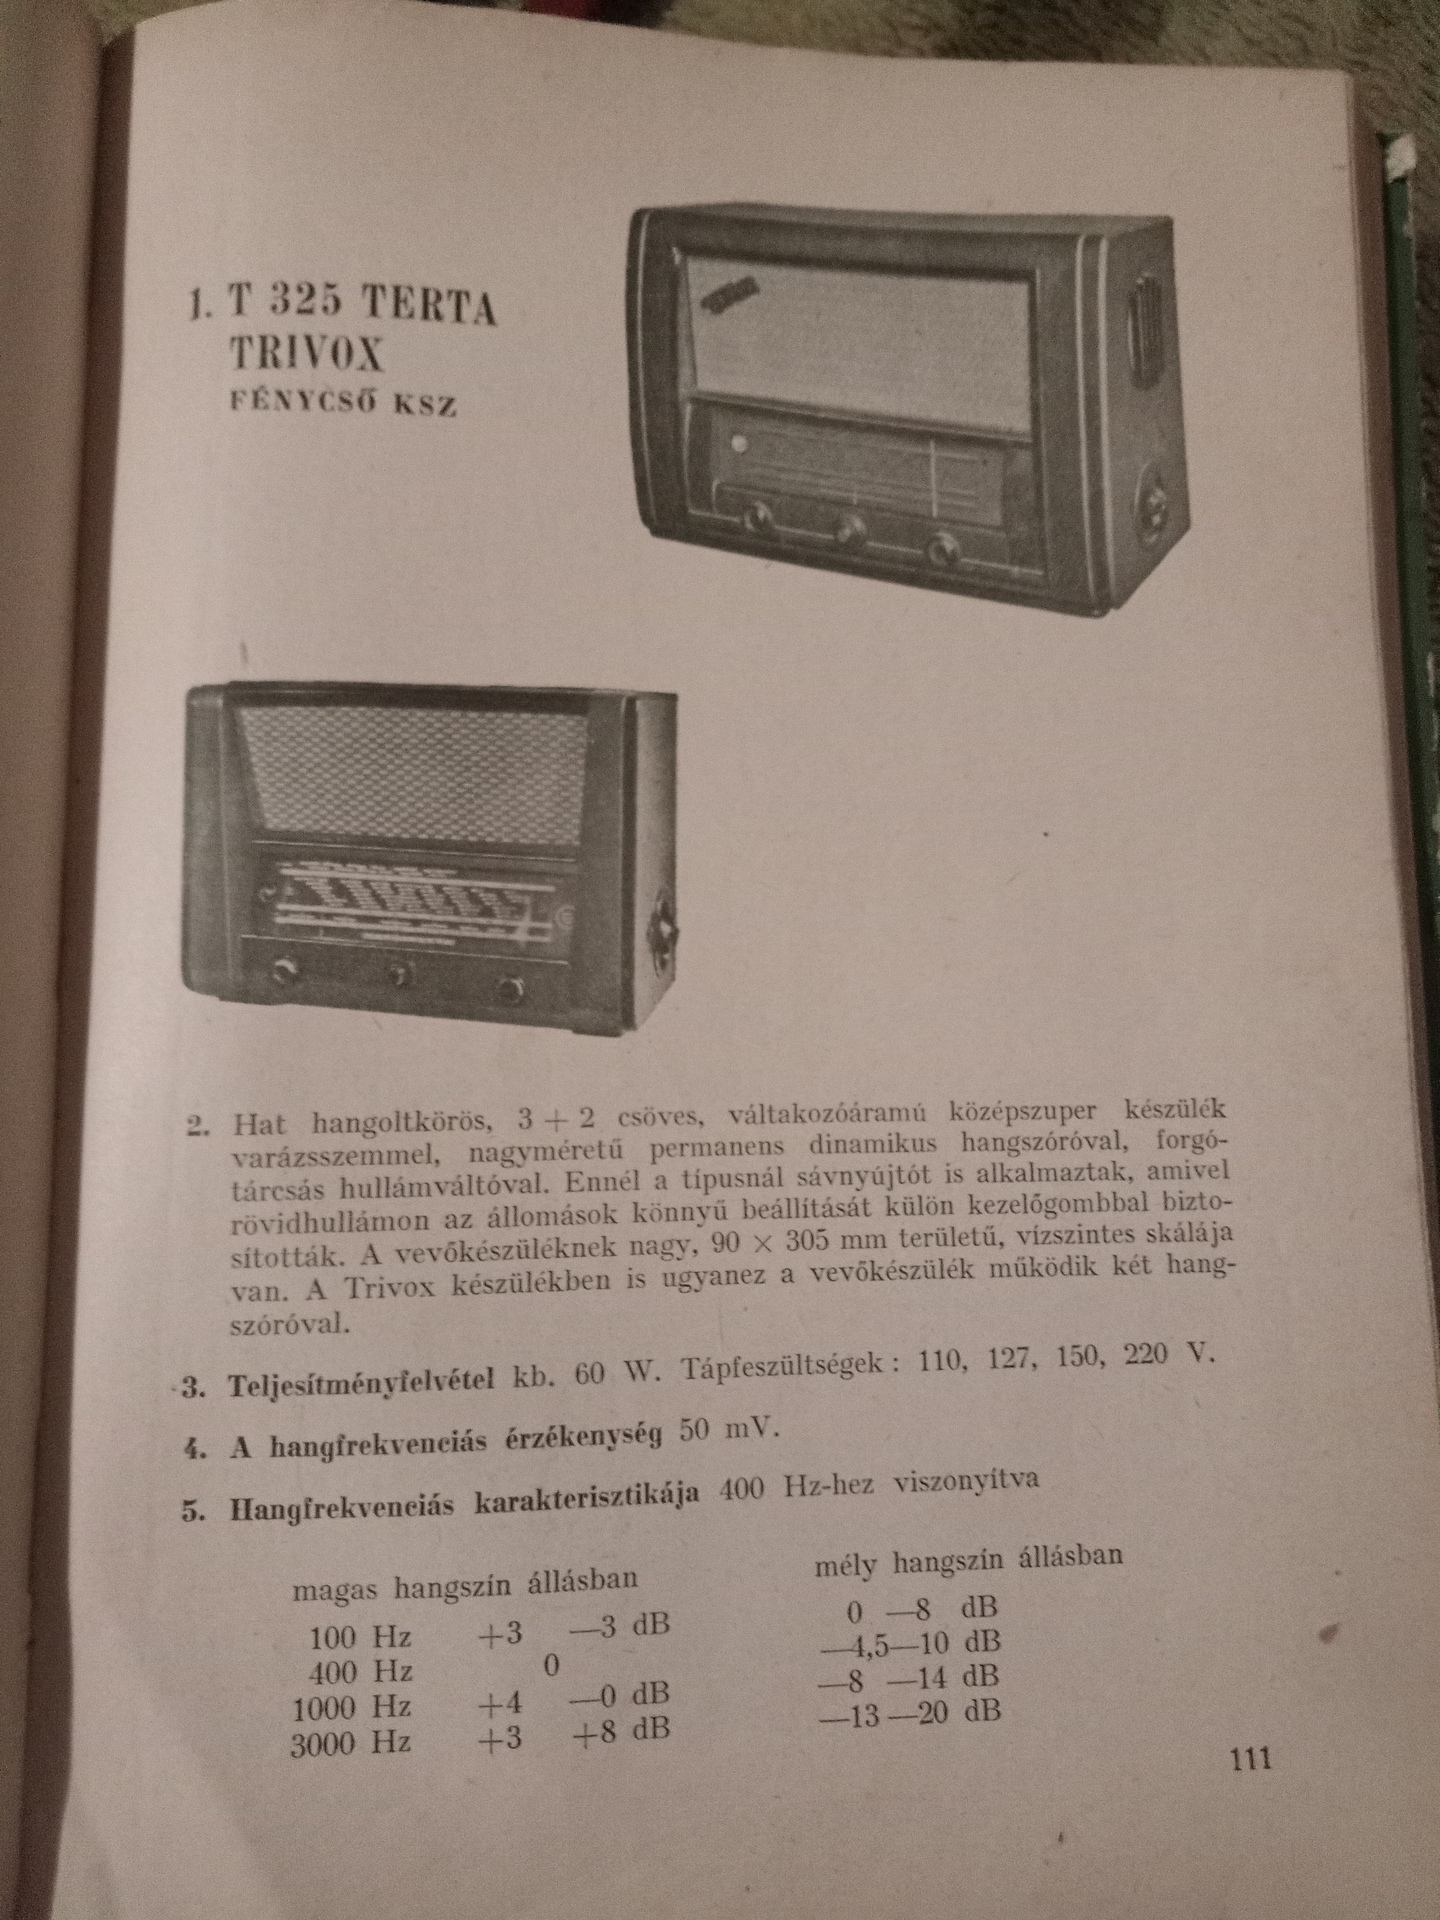 1. T 325 TERTA
TRIVOX
FÉNYCSŐ KSZ
2. Hat hangoltkörös, 3 + 2 csöves, váltakozóáramú középszuper készülék
varázsszemmel, nagyméretű permanens dinamikus hangszóróval, forgó-
tárcsás hullámváltóval. Ennél a típusnál sávnyújtót is alkalmaztak, amivel
rövidhullámon az állomások könnyű beállítását külön kezelőgombbal bizto-
sították. A vevőkészüléknek nagy, 90 × 305 mm területű, vízszintes skálája
van. A Trivox készülékben is ugyanez a vevőkészülék működik két hang-
szóróval.
3. Teljesítményfelvétel kb. 60 W. Tápfeszültségek : 110, 127, 150, 220 V.
4. A hangfrekvenciás érzékenység 50 mV.
5. Hangfrekvenciás karakterisztikája 400 Hz-hez viszonyítva
magas hangszín állásban mély hangszín állásban
100 Hz +3 —3 dB 0 —8 dB
400 Hz 0 —4,5—10 dB
1000 Hz +4 —0 dB —8 —14 dB
3000 Hz +3 +8 dB —13—20 dB
111